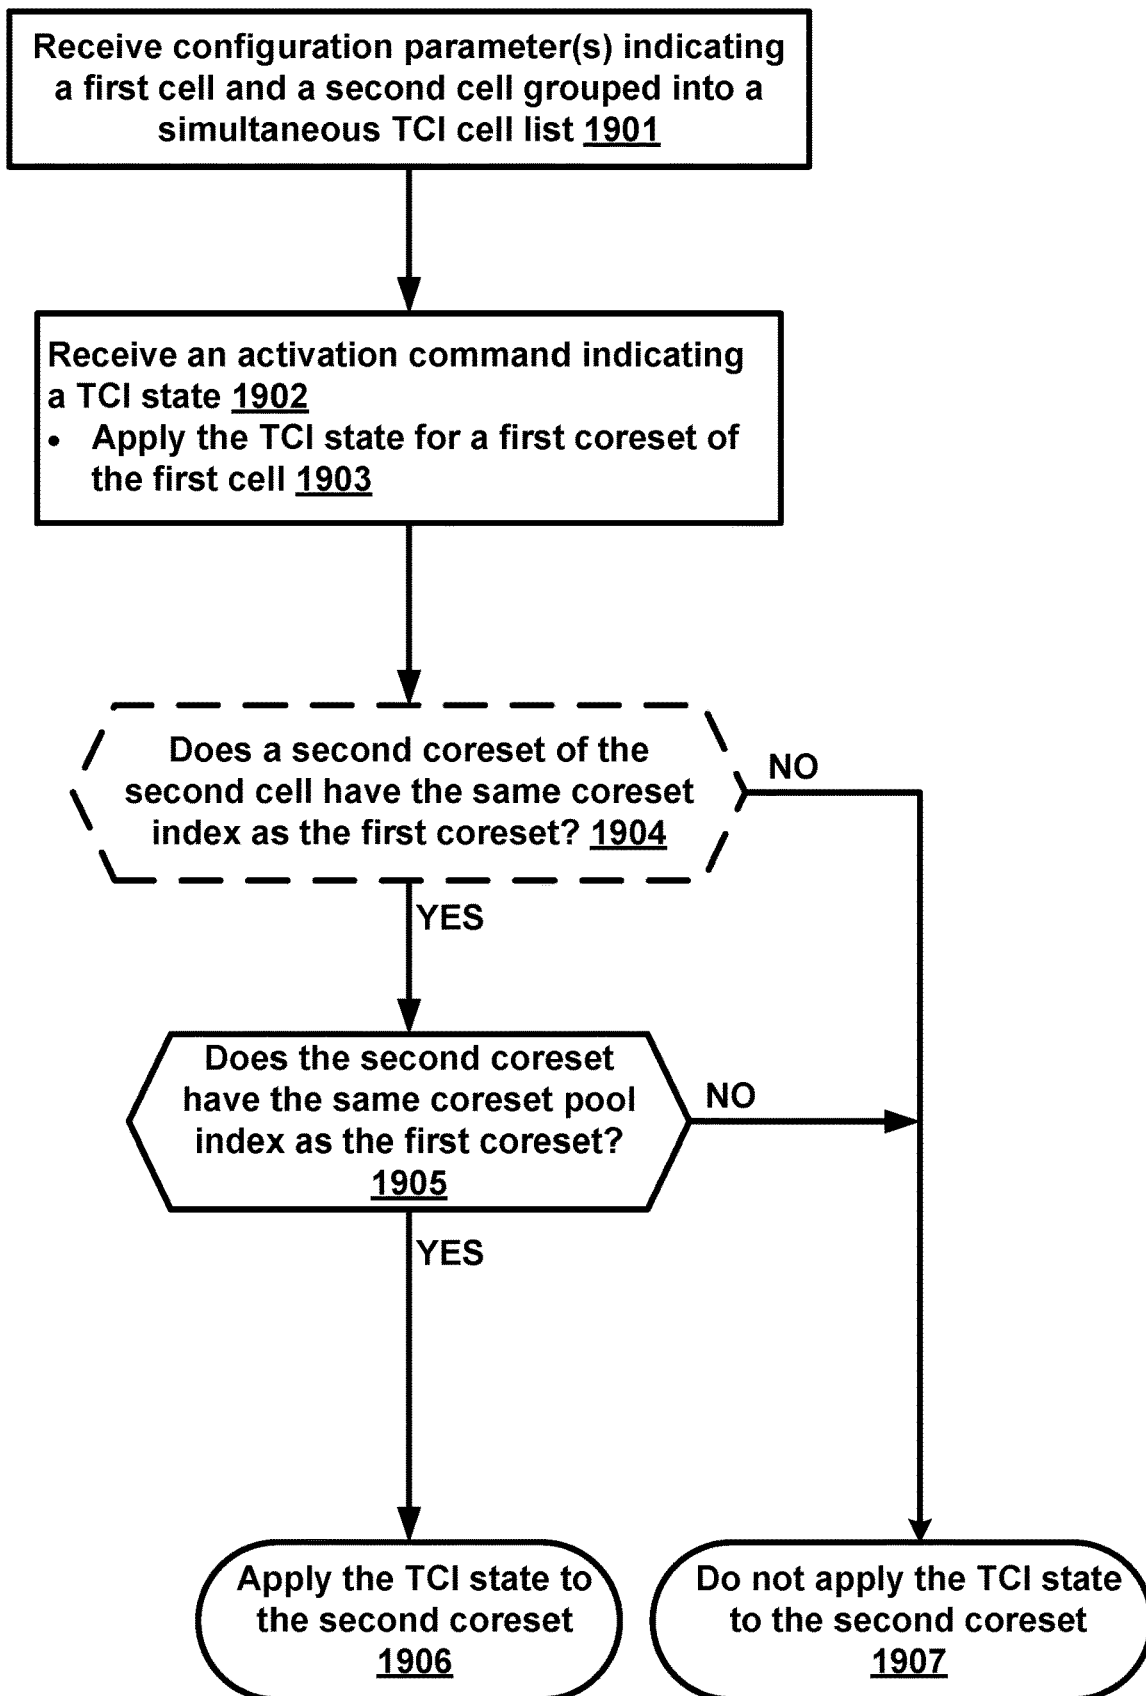 Receive configuration parameter(s) indicating
a first cell and a second cell grouped into a
simultaneous TCI cell list 1901
Receive an activation command indicating
a TCI state 1902
• Apply the TCI state for a first coreset of
the first cell 1903
Does a second coreset of the
second cell have the same coreset
index as the first coreset? 1904
NO
YES
Does the second coreset
have the same coreset pool
index as the first coreset?
1905
NO
YES
Apply the TCI state to
the second coreset
1906
Do not apply the TCI state
to the second coreset
1907